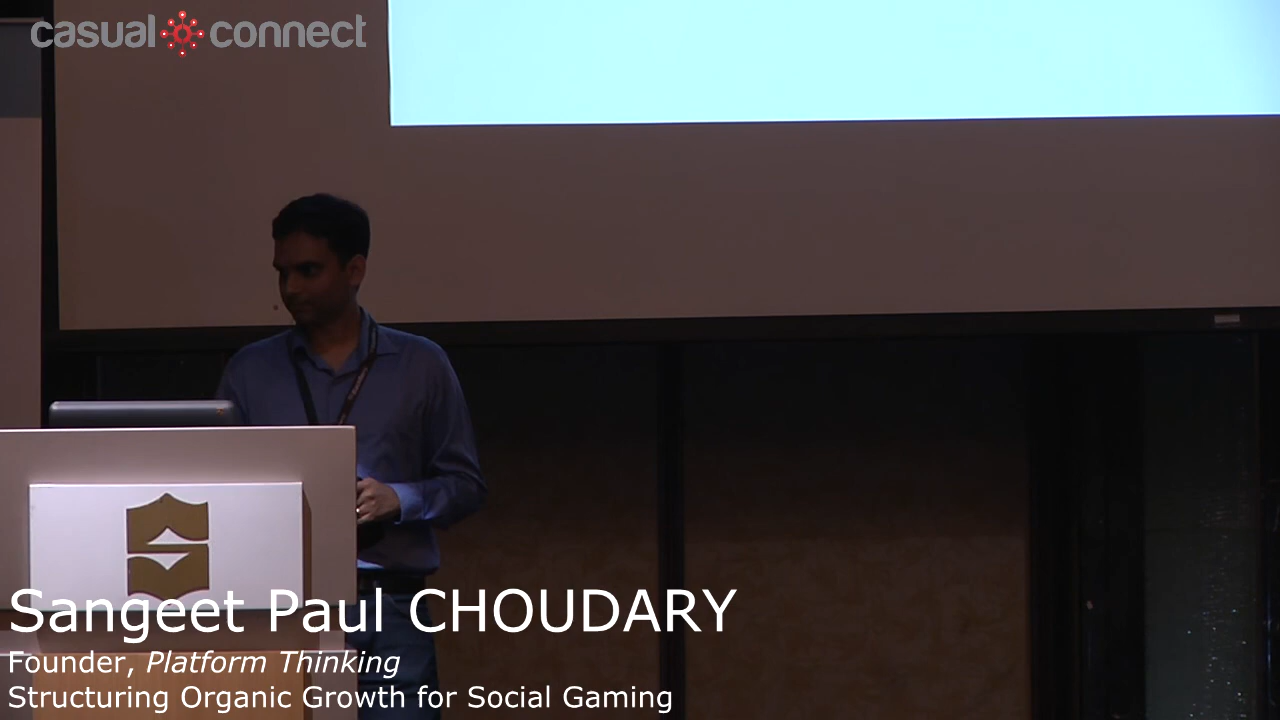 casual connect
Sangeet Paul CHOUDARY
Founder, Platform Thinking
Structuring Organic Growth for Social Gaming